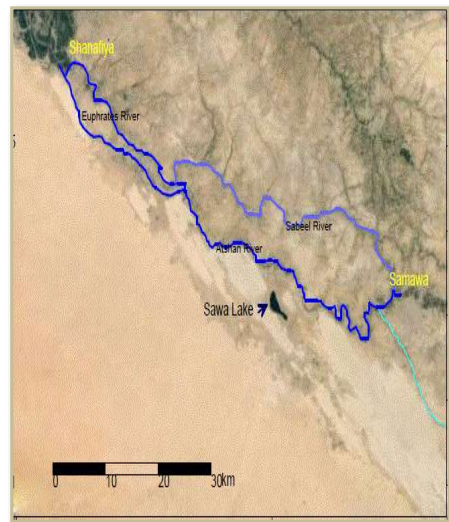 Shanafiya
Euphrates River
Sabeel River
Atshan River
Samawa
Sawa Lake
0 10 20 30km